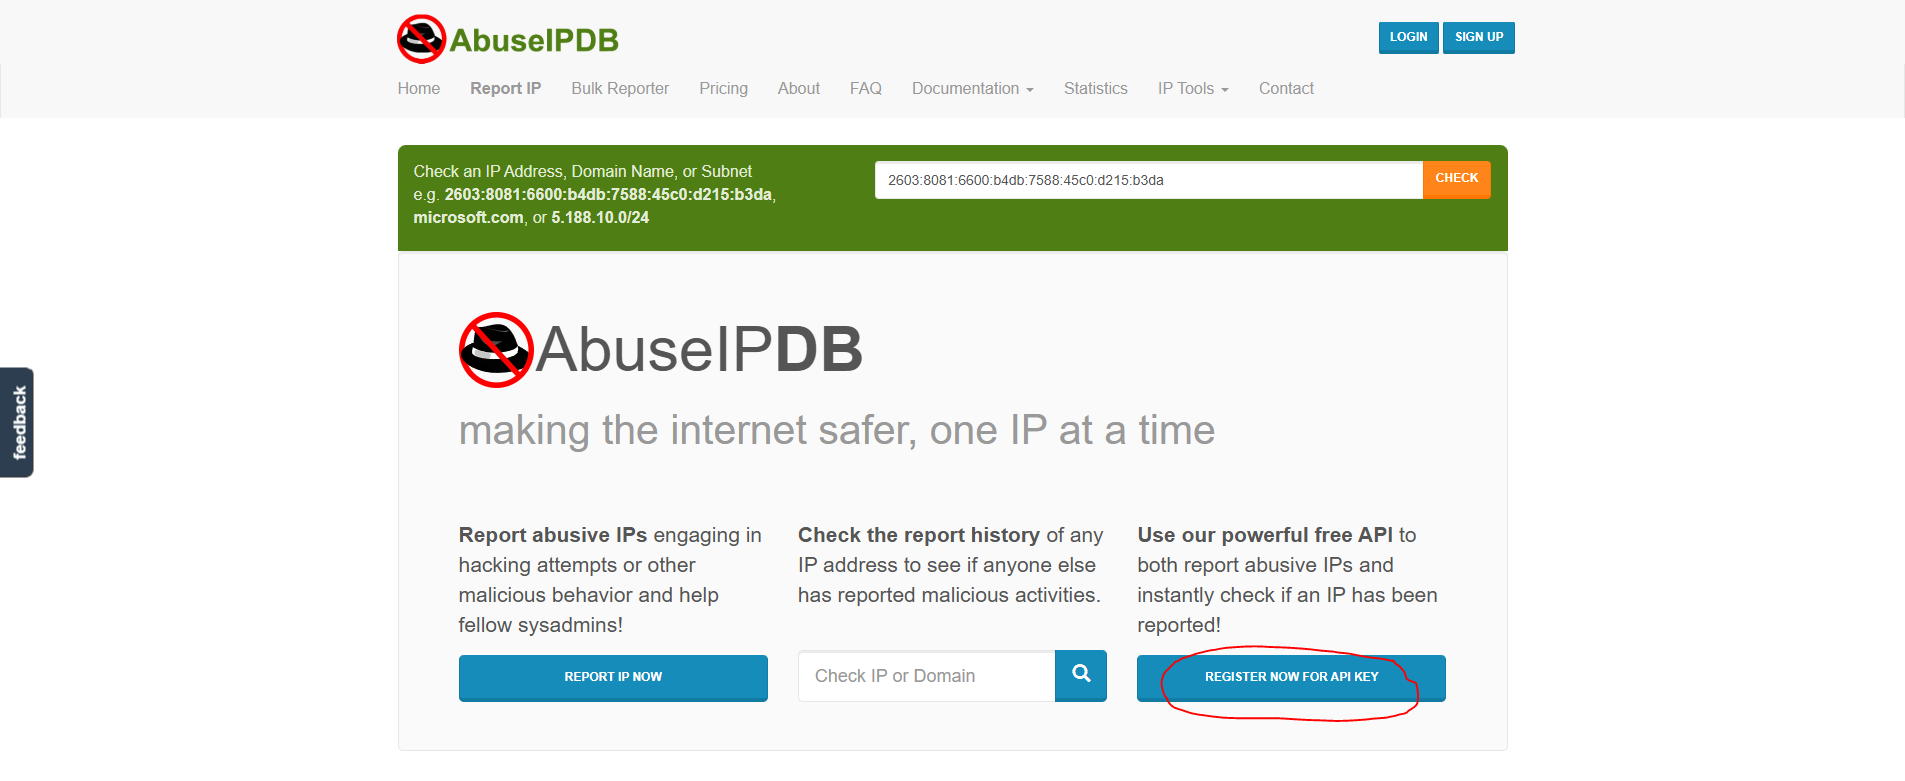 AbuseIPDB
LOGIN
SIGN UP
Home Report IP Bulk Reporter Pricing About FAQ Documentation Statistics IP Tools Contact
Check an IP Address, Domain Name, or Subnet
e.g. 2603:8081:6600:b4db:7588:45c0:d215:b3da,
microsoft.com, or 5.188.10.0/24
2603:8081:6600:b4db:7588:45c0:d215:b3da
CHECK
feedback
AbuseIPDB
making the internet safer, one IP at a time
Report abusive IPs engaging in
hacking attempts or other
malicious behavior and help
fellow sysadmins!
REPORT IP NOW
Check the report history of any
IP address to see if anyone else
has reported malicious activities.
Check IP or Domain
Use our powerful free API to
both report abusive IPs and
instantly check if an IP has been
reported!
REGISTER NOW FOR API KEY